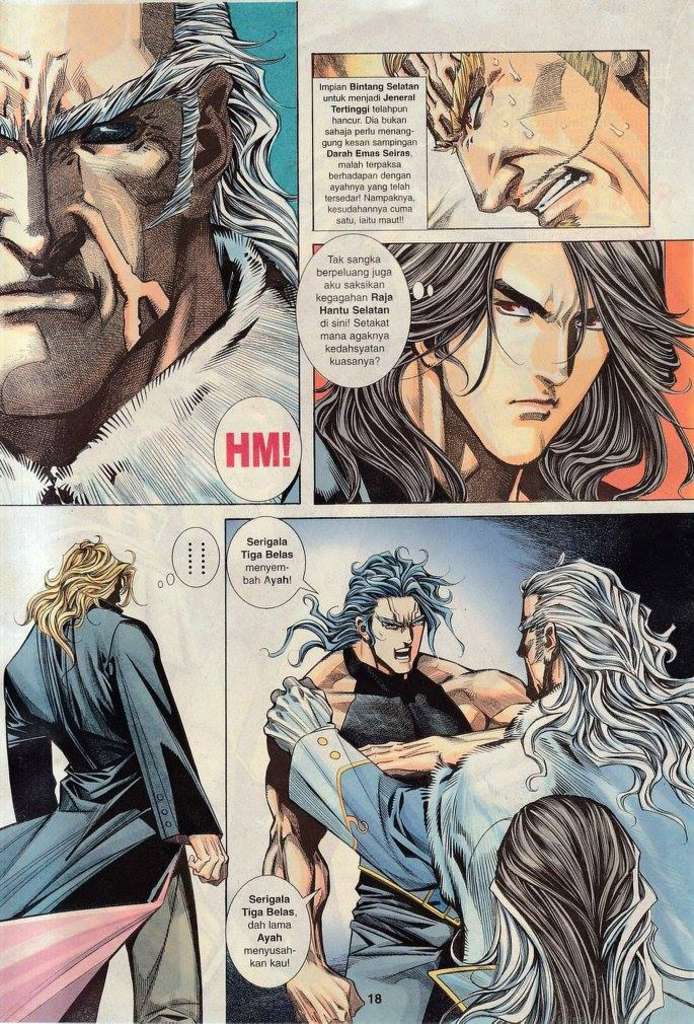 Impian Bintang Selatan
untuk menjadi Jeneral
Tertinggi telahpun
hancur. Dia bukan
sahaja perlu menang-
gung kesan sampingan
Darah Emas Seiras,
malah terpaksa
berhadapan dengan
ayahnya yang telah
tersedar! Nampaknya,
kesudahannya cuma
satu, iaitu maut!!
Tak sangka
berpeluang juga
aku saksikan
kegagahan Raja
Hantu Selatan
di sini! Setakat
mana agaknya
kedahsyatan
kuasanya?
HM!
Serigala
Tiga Belas
menyem-
bah Ayah!
Serigala
Tiga Belas,
dah lama
Ayah
menyusah-
kan kau!
18